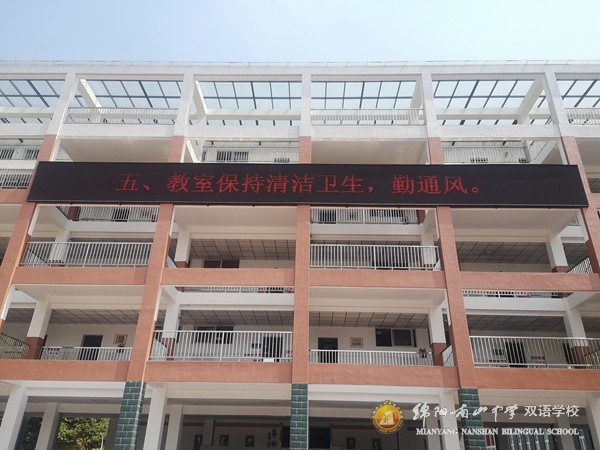 五、教室保持清洁卫生，勤通风。
绵阳南山中学 双语学校
MIANYANG NANSHAN BILINGUAL SCHOOL